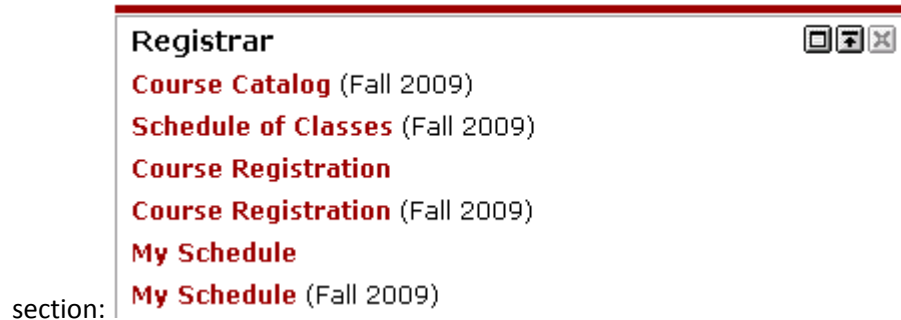 Registrar
Course Catalog (Fall 2009)
Schedule of Classes (Fall 2009)
Course Registration
Course Registration (Fall 2009)
My Schedule
section: My Schedule (Fall 2009)